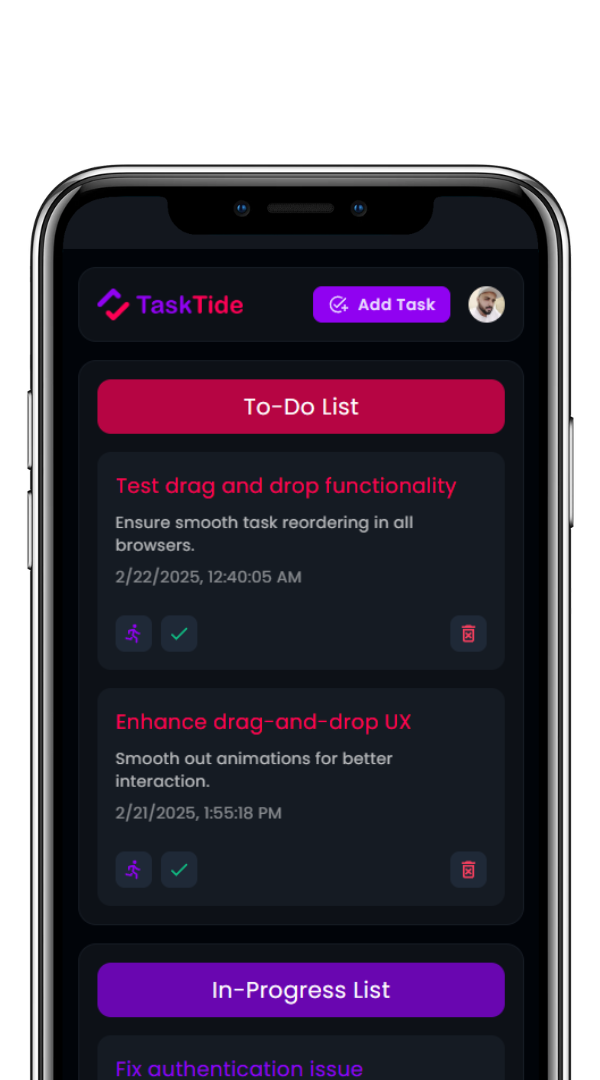 TaskTide
Add Task
To-Do List
Test drag and drop functionality
Ensure smooth task reordering in all
browsers.
2/22/2025, 12:40:05 AM
Enhance drag-and-drop UX
Smooth out animations for better
interaction.
2/21/2025, 1:55:18 PM
In-Progress List
Fix authentication issue